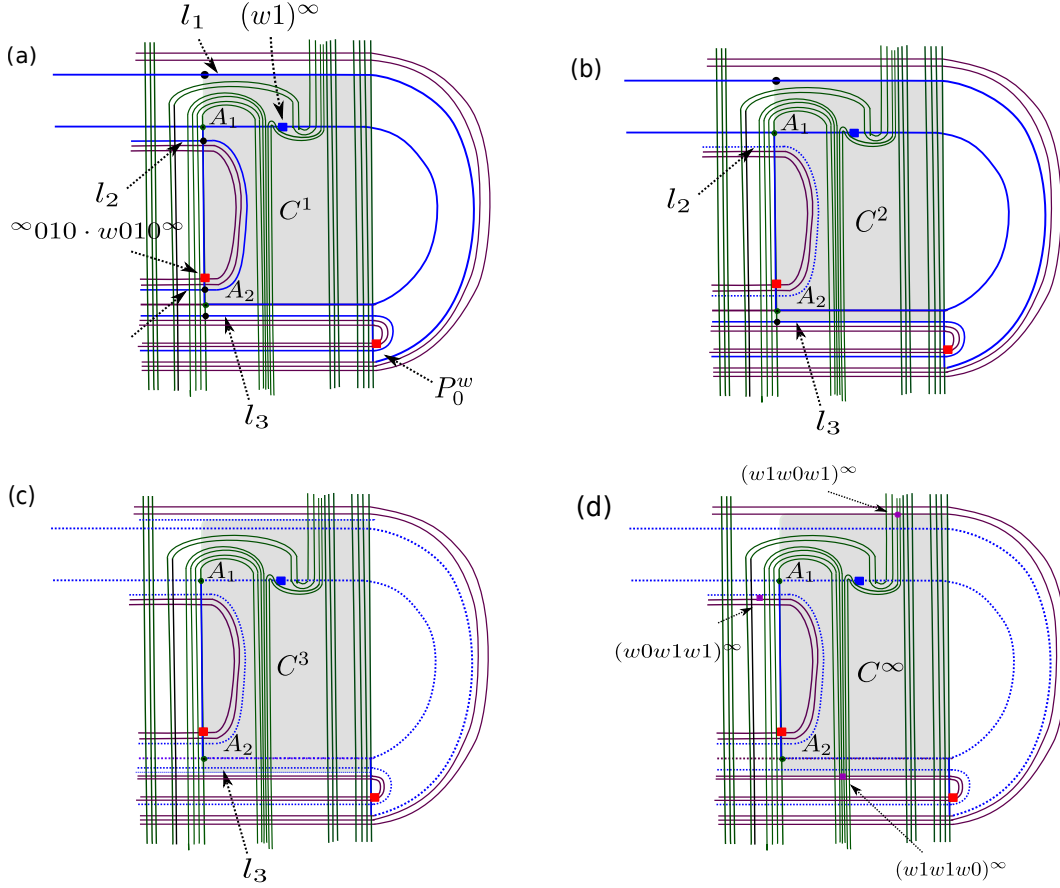 (a)
l₁
(w1)^∞
A₁
l₂
C¹
^∞010 · w010^∞
A₂
P₀^w
l₃
(b)
A₁
l₂
C²
A₂
l₃
(c)
A₁
C³
A₂
l₃
(d)
(w1w0w1)^∞
A₁
(w0w1w1)^∞
C^∞
A₂
(w1w1w0)^∞